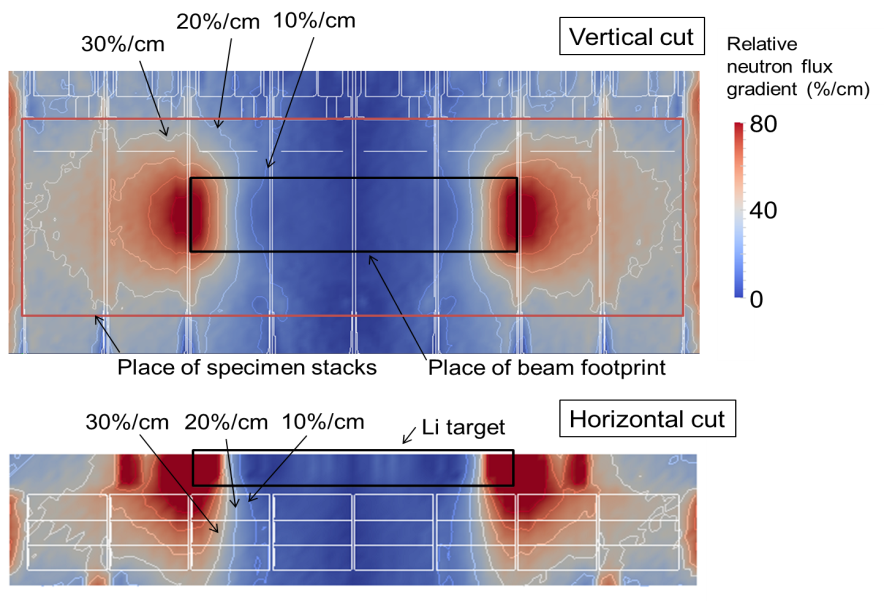 20%/cm 10%/cm
30%/cm
Vertical cut
Relative
neutron flux
gradient (%/cm)
80
40
0
Place of specimen stacks
Place of beam footprint
Horizontal cut
30%/cm 20%/cm 10%/cm
Li target